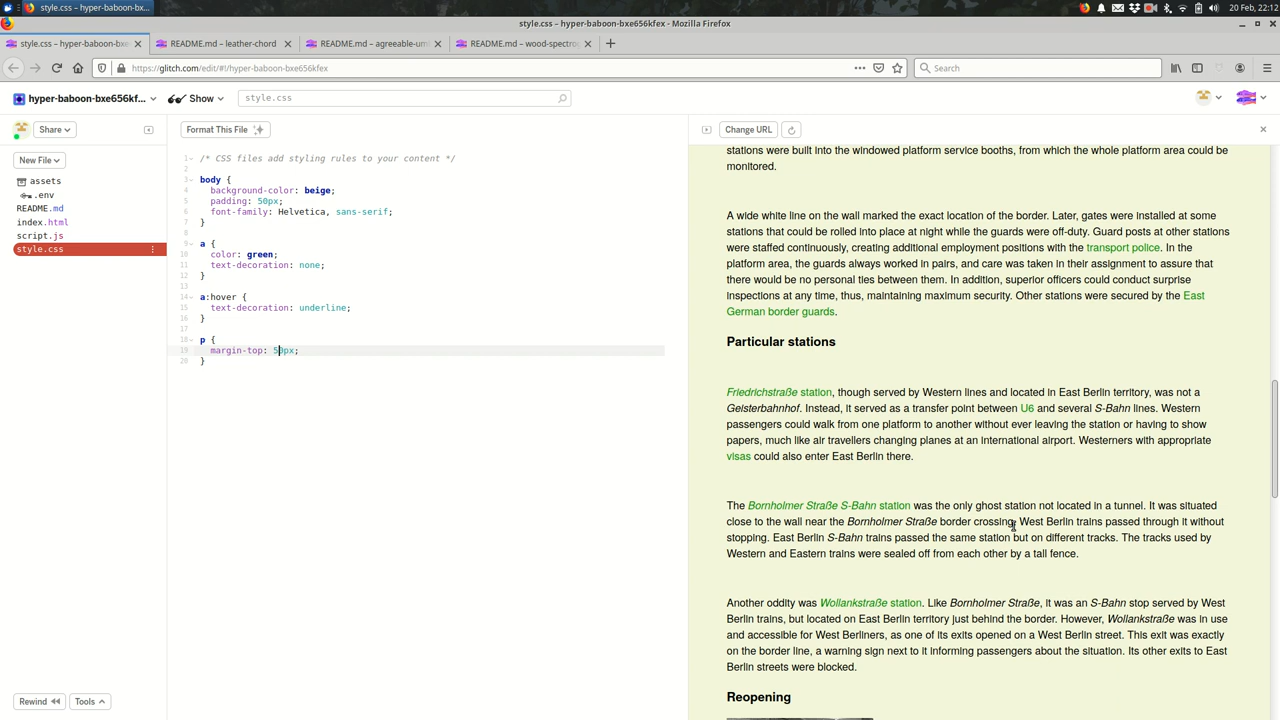 style.css - hyper-baboon-bx...
20 Feb, 22:12
style.css – hyper-baboon-bxe656kfex - Mozilla Firefox
style.css – hyper-baboon-bxe
README.md – leather-chord
README.md – agreeable-um
README.md – wood-spectro
https://glitch.com/edit/#!/hyper-baboon-bxe656kfex
Search
hyper-baboon-bxe656kf...
Show
style.css
Share
Format This File
Change URL
New File
assets
.env
README.md
index.html
script.js
style.css
1 /* CSS files add styling rules to your content */
2
3 body {
4 background-color: beige;
5 padding: 50px;
6 font-family: Helvetica, sans-serif;
7 }
8
9 a {
10 color: green;
11 text-decoration: none;
12 }
13
14 a:hover {
15 text-decoration: underline;
16 }
17
18 p {
19 margin-top: 50px;
20 }
stations were built into the windowed platform service booths, from which the whole platform area could be
monitored.
A wide white line on the wall marked the exact location of the border. Later, gates were installed at some
stations that could be rolled into place at night while the guards were off-duty. Guard posts at other stations
were staffed continuously, creating additional employment positions with the transport police. In the
platform area, the guards always worked in pairs, and care was taken in their assignment to assure that
there would be no personal ties between them. In addition, superior officers could conduct surprise
inspections at any time, thus, maintaining maximum security. Other stations were secured by the East
German border guards.
Particular stations
Friedrichstraße station, though served by Western lines and located in East Berlin territory, was not a
Geisterbahnhof. Instead, it served as a transfer point between U6 and several S-Bahn lines. Western
passengers could walk from one platform to another without ever leaving the station or having to show
papers, much like air travellers changing planes at an international airport. Westerners with appropriate
visas could also enter East Berlin there.
The Bornholmer Straße S-Bahn station was the only ghost station not located in a tunnel. It was situated
close to the wall near the Bornholmer Straße border crossing. West Berlin trains passed through it without
stopping. East Berlin S-Bahn trains passed the same station but on different tracks. The tracks used by
Western and Eastern trains were sealed off from each other by a tall fence.
Another oddity was Wollankstraße station. Like Bornholmer Straße, it was an S-Bahn stop served by West
Berlin trains, but located on East Berlin territory just behind the border. However, Wollankstraße was in use
and accessible for West Berliners, as one of its exits opened on a West Berlin street. This exit was exactly
on the border line, a warning sign next to it informing passengers about the situation. Its other exits to East
Berlin streets were blocked.
Reopening
Rewind
Tools